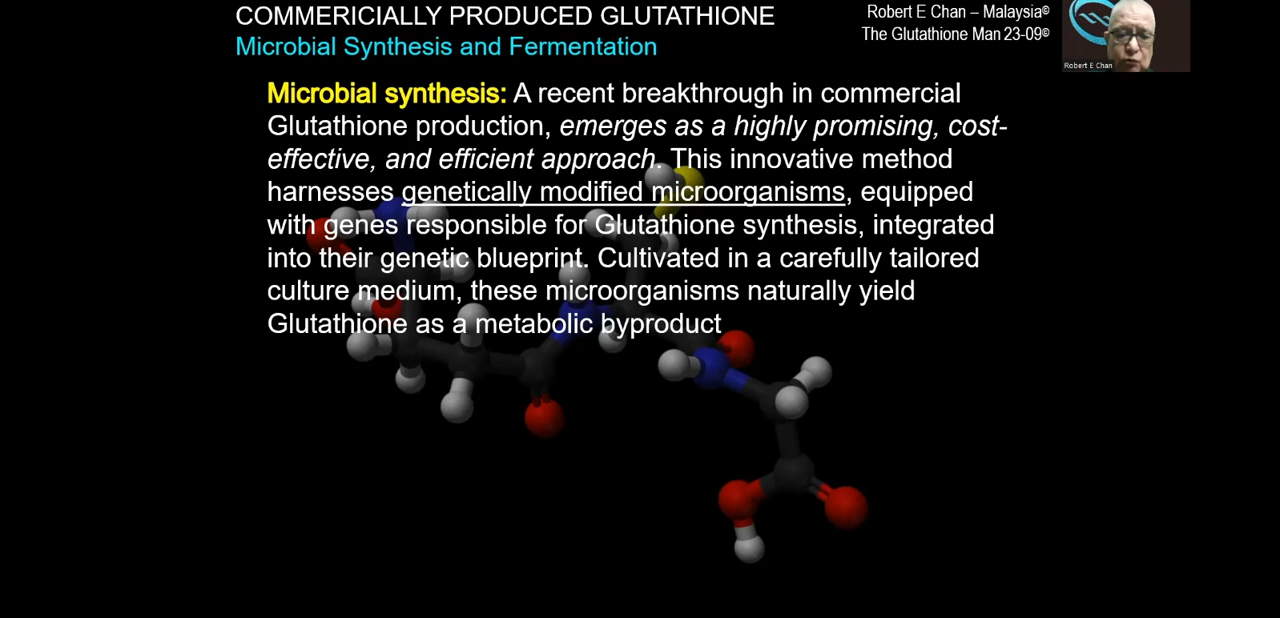 COMMERICIALLY PRODUCED GLUTATHIONE
Microbial Synthesis and Fermentation
Robert E Chan – Malaysia©
The Glutathione Man 23-09©
Robert E Chan
Microbial synthesis: A recent breakthrough in commercial
Glutathione production, emerges as a highly promising, cost-
effective, and efficient approach. This innovative method
harnesses genetically modified microorganisms, equipped
with genes responsible for Glutathione synthesis, integrated
into their genetic blueprint. Cultivated in a carefully tailored
culture medium, these microorganisms naturally yield
Glutathione as a metabolic byproduct